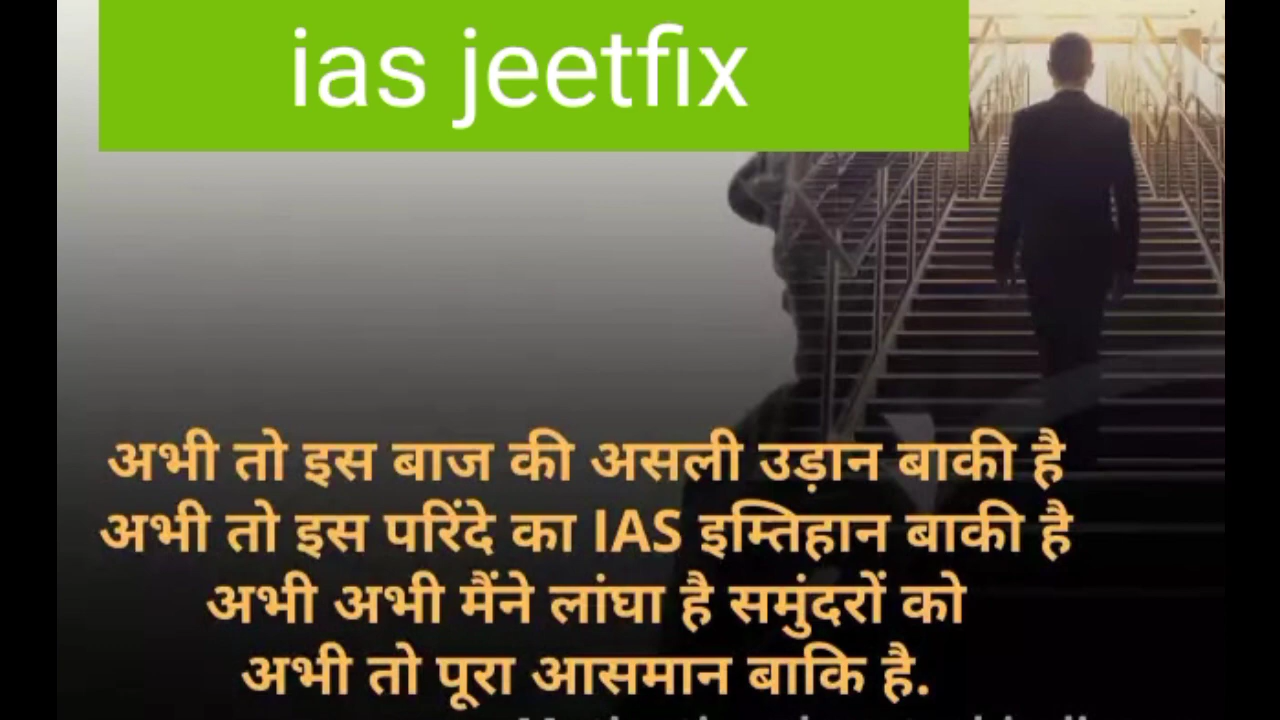 ias jeetfix
अभी तो इस बाज की असली उड़ान बाकी है
अभी तो इस परिंदे का IAS इम्तिहान बाकी है
अभी अभी मैंने लांघा है समुंदरों को
अभी तो पूरा आसमान बाकि है.